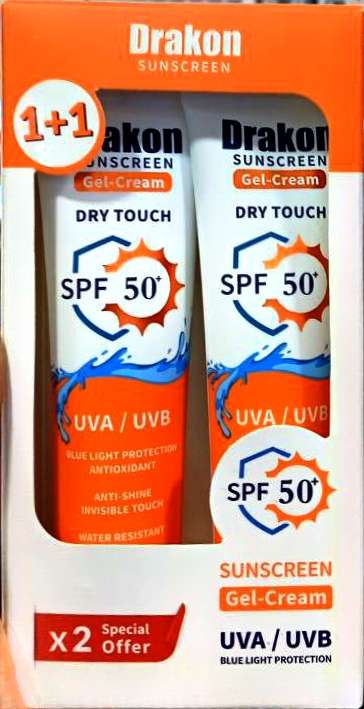 Drakon
SUNSCREEN
1+1
Drakon
SUNSCREEN
Gel-Cream
DRY TOUCH
SPF 50+
UVA / UVB
BLUE LIGHT PROTECTION
ANTIOXIDANT
ANTI-SHINE
INVISIBLE TOUCH
WATER RESISTANT
Drakon
SUNSCREEN
Gel-Cream
DRY TOUCH
SPF 50+
UVA / UVB
SPF 50+
SUNSCREEN
Gel-Cream
UVA / UVB
BLUE LIGHT PROTECTION
x2 Special
Offer